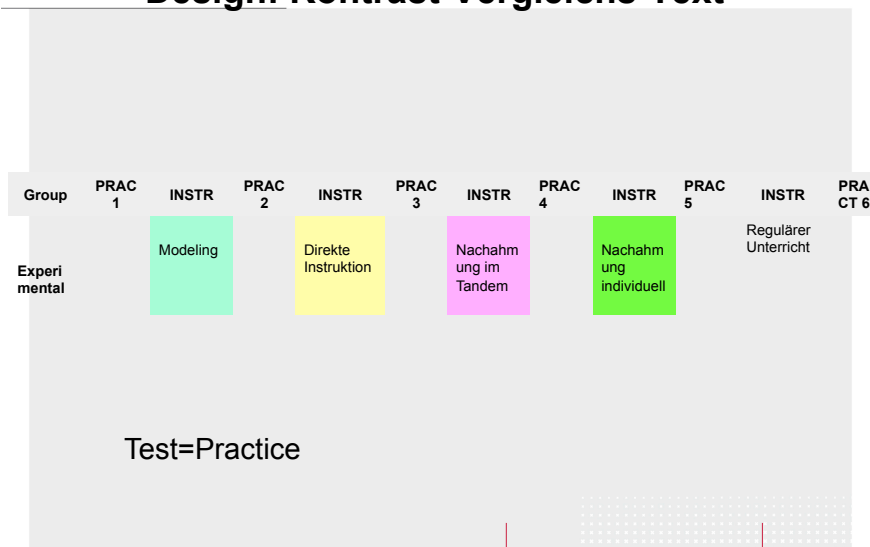 Design: Kontrast-Vergleichs-Text
Group PRAC 1 INSTR PRAC 2 INSTR PRAC 3 INSTR PRAC 4 INSTR PRAC 5 INSTR PRA CT 6
Experi
mental
Modeling
Direkte
Instruktion
Nachahm
ung im
Tandem
Nachahm
ung
individuell
Regulärer
Unterricht
Test=Practice